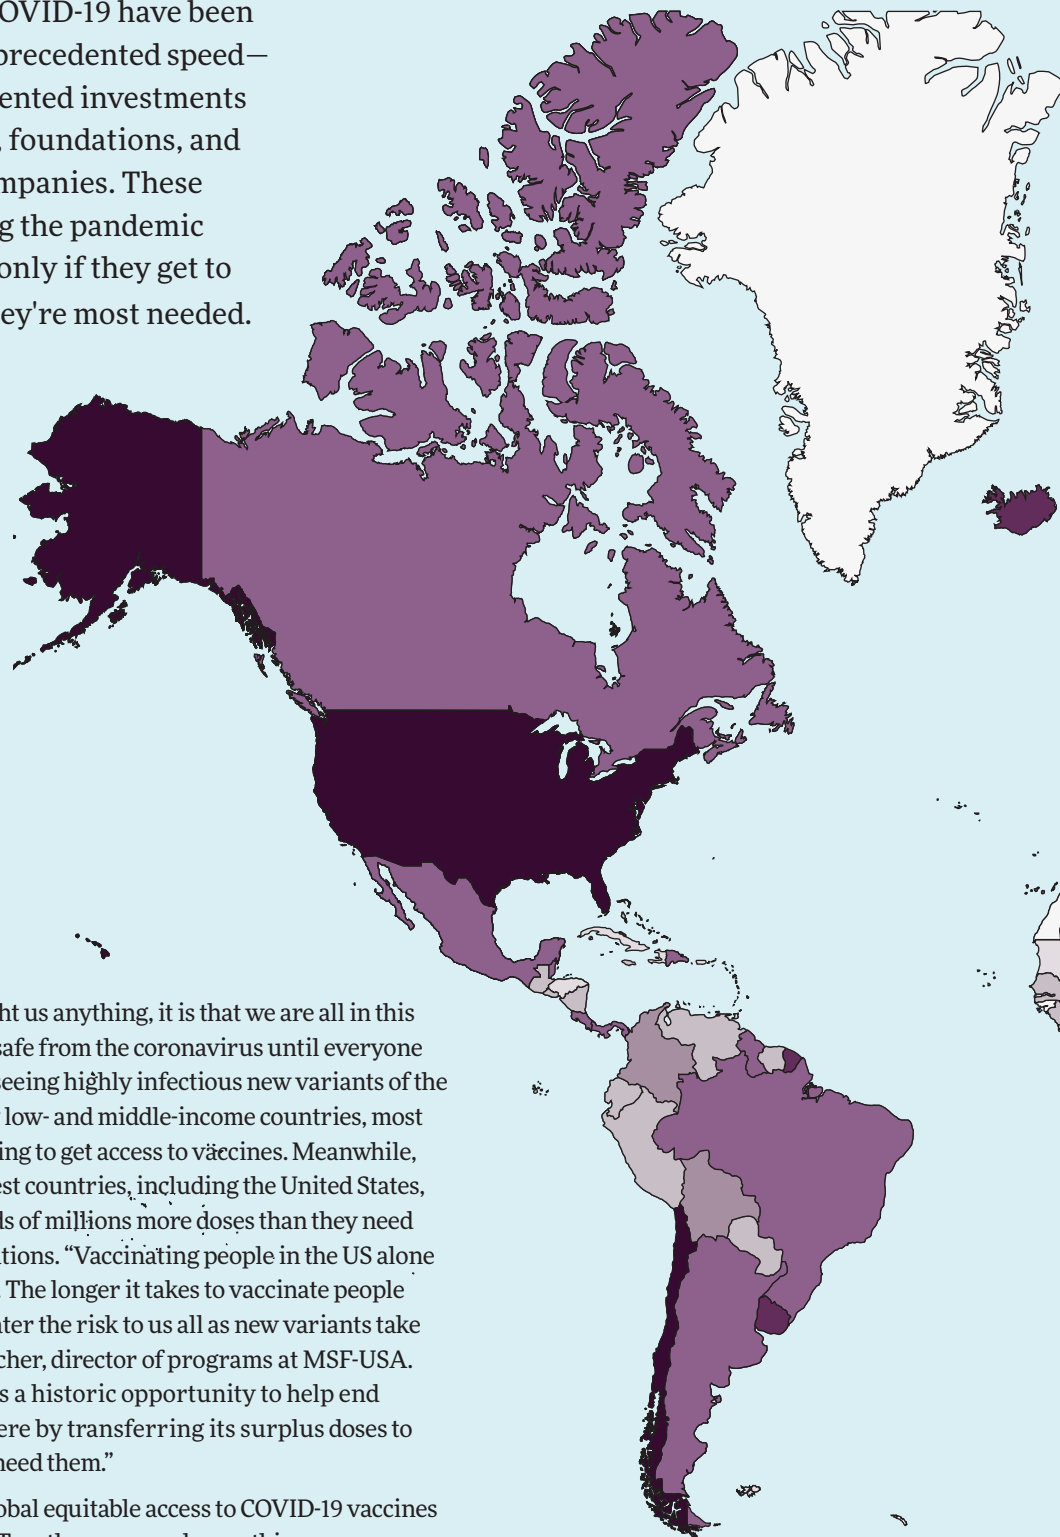 OVID-19 have been
precedented speed—
ented investments
, foundations, and
mpanies. These
g the pandemic
only if they get to
ey're most needed.
ht us anything, it is that we are all in this
safe from the coronavirus until everyone
seeing highly infectious new variants of the
low- and middle-income countries, most
ing to get access to vaccines. Meanwhile,
est countries, including the United States,
ds of millions more doses than they need
tions. “Vaccinating people in the US alone
. The longer it takes to vaccinate people
ter the risk to us all as new variants take
cher, director of programs at MSF-USA.
s a historic opportunity to help end
ere by transferring its surplus doses to
need them.”
obal equitable access to COVID-19 vaccines